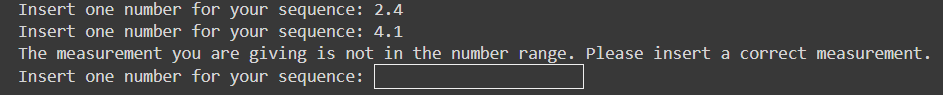 Insert one number for your sequence: 2.4
Insert one number for your sequence: 4.1
The measurement you are giving is not in the number range. Please insert a correct measurement.
Insert one number for your sequence: